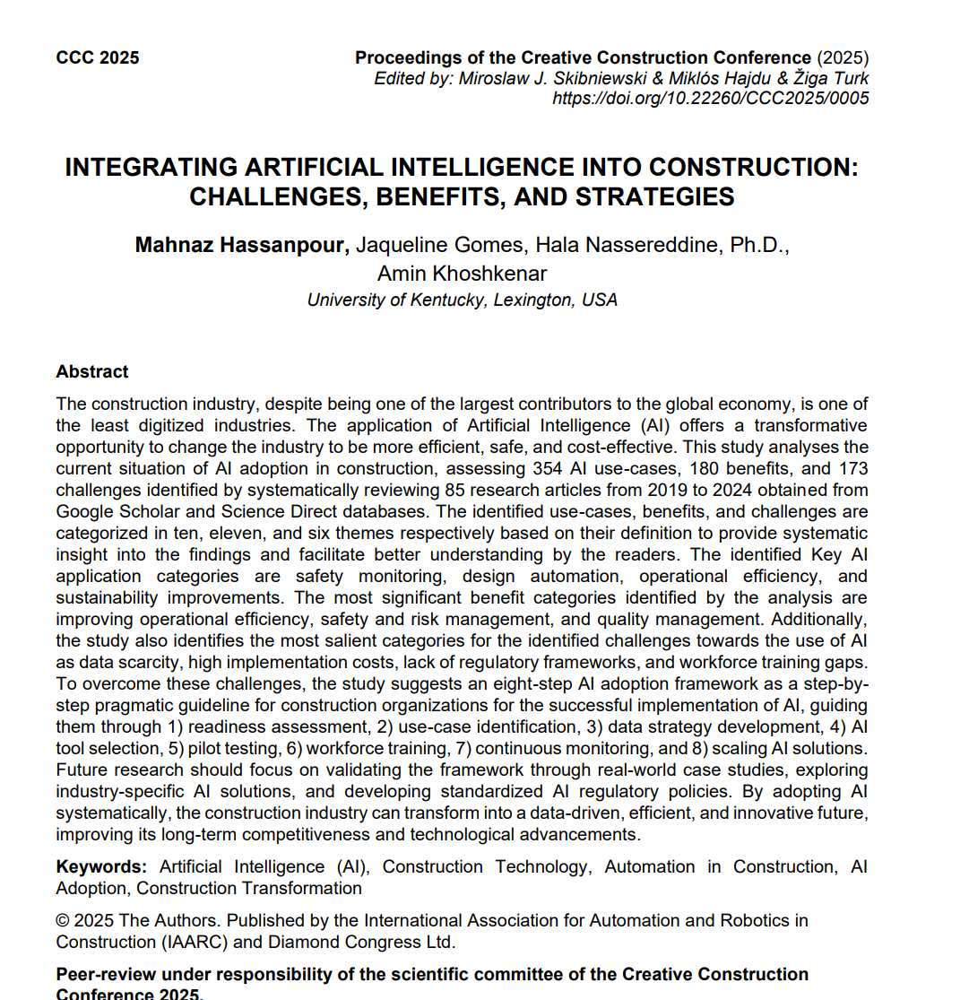 CCC 2025
Proceedings of the Creative Construction Conference (2025)
Edited by: Miroslaw J. Skibniewski & Miklós Hajdu & Žiga Turk
https://doi.org/10.22260/CCC2025/0005
INTEGRATING ARTIFICIAL INTELLIGENCE INTO CONSTRUCTION:
CHALLENGES, BENEFITS, AND STRATEGIES
Mahnaz Hassanpour, Jaqueline Gomes, Hala Nassereddine, Ph.D.,
Amin Khoshkenar
University of Kentucky, Lexington, USA
Abstract
The construction industry, despite being one of the largest contributors to the global economy, is one of
the least digitized industries. The application of Artificial Intelligence (AI) offers a transformative
opportunity to change the industry to be more efficient, safe, and cost-effective. This study analyses the
current situation of AI adoption in construction, assessing 354 AI use-cases, 180 benefits, and 173
challenges identified by systematically reviewing 85 research articles from 2019 to 2024 obtained from
Google Scholar and Science Direct databases. The identified use-cases, benefits, and challenges are
categorized in ten, eleven, and six themes respectively based on their definition to provide systematic
insight into the findings and facilitate better understanding by the readers. The identified Key AI
application categories are safety monitoring, design automation, operational efficiency, and
sustainability improvements. The most significant benefit categories identified by the analysis are
improving operational efficiency, safety and risk management, and quality management. Additionally,
the study also identifies the most salient categories for the identified challenges towards the use of AI
as data scarcity, high implementation costs, lack of regulatory frameworks, and workforce training gaps.
To overcome these challenges, the study suggests an eight-step AI adoption framework as a step-by-
step pragmatic guideline for construction organizations for the successful implementation of AI, guiding
them through 1) readiness assessment, 2) use-case identification, 3) data strategy development, 4) AI
tool selection, 5) pilot testing, 6) workforce training, 7) continuous monitoring, and 8) scaling AI solutions.
Future research should focus on validating the framework through real-world case studies, exploring
industry-specific AI solutions, and developing standardized AI regulatory policies. By adopting AI
systematically, the construction industry can transform into a data-driven, efficient, and innovative future,
improving its long-term competitiveness and technological advancements.
Keywords: Artificial Intelligence (AI), Construction Technology, Automation in Construction, AI
Adoption, Construction Transformation
© 2025 The Authors. Published by the International Association for Automation and Robotics in
Construction (IAARC) and Diamond Congress Ltd.
Peer-review under responsibility of the scientific committee of the Creative Construction
Conference 2025.